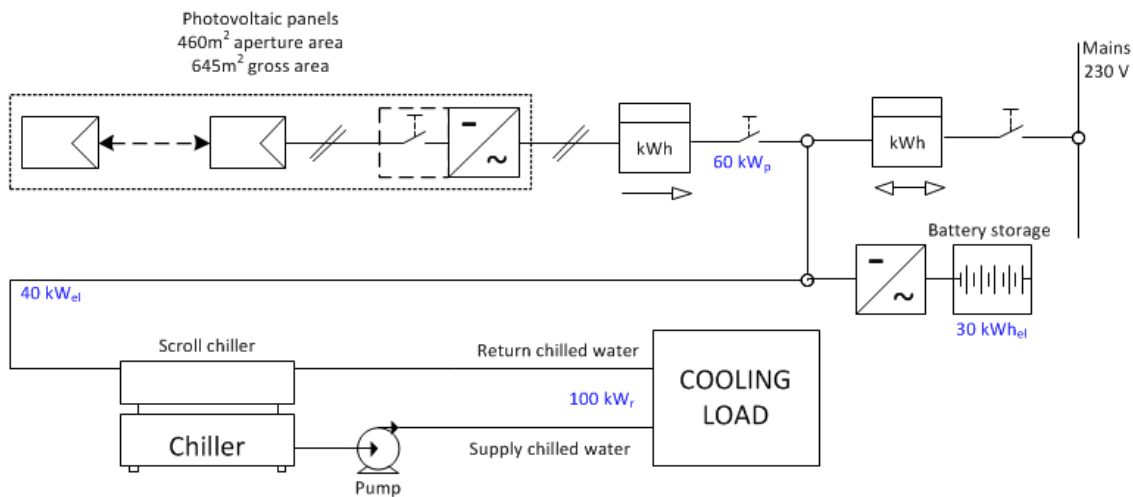 Photovoltaic panels
460m² aperture area
645m² gross area
Mains
230 V
-
~
kWh
60 kWₚ
kWh
Battery storage
-
~
30 kWhₑₗ
40 kWₑₗ
Scroll chiller
Return chilled water
100 kWᵣ
COOLING
LOAD
Chiller
Supply chilled water
Pump